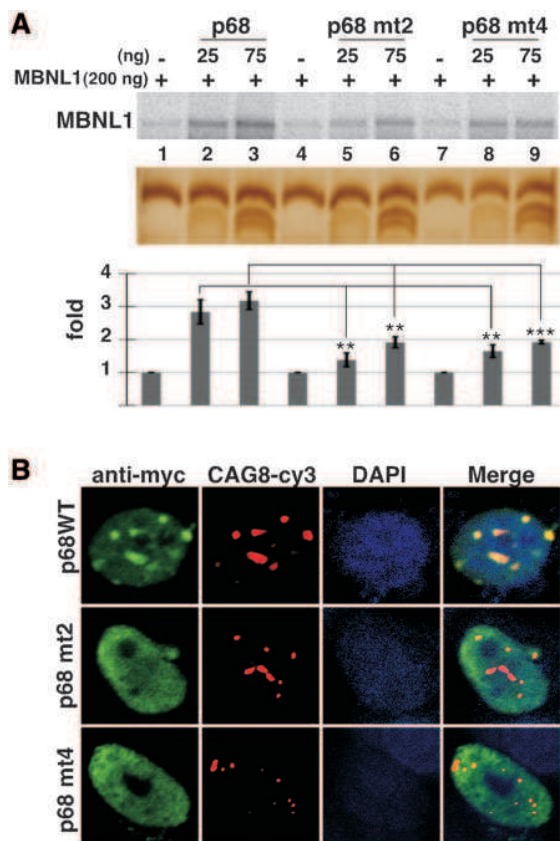 A
p68 p68 mt2 p68 mt4
(ng) - 25 75 - 25 75 - 25 75
MBNL1(200 ng) + + + + + + + + +
MBNL1
1 2 3 4 5 6 7 8 9
fold
4
3
2
1
** ** ** ***
B
anti-myc CAG8-cy3 DAPI Merge
p68WT
p68 mt2
p68 mt4